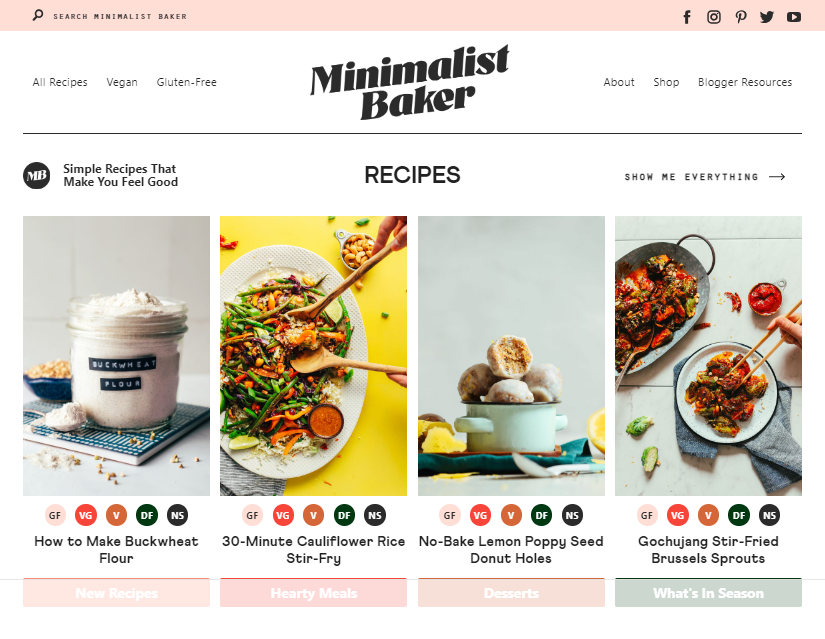 SEARCH MINIMALIST BAKER
All Recipes Vegan Gluten-Free
Minimalist
Baker
About Shop Blogger Resources
MB
Simple Recipes That
Make You Feel Good
RECIPES
SHOW ME EVERYTHING
BUCKWHEAT
FLOUR
GF VG V DF NS
How to Make Buckwheat
Flour
New Recipes
GF VG V DF NS
30-Minute Cauliflower Rice
Stir-Fry
Hearty Meals
GF VG V DF NS
No-Bake Lemon Poppy Seed
Donut Holes
Desserts
GF VG V DF NS
Gochujang Stir-Fried
Brussels Sprouts
What's In Season